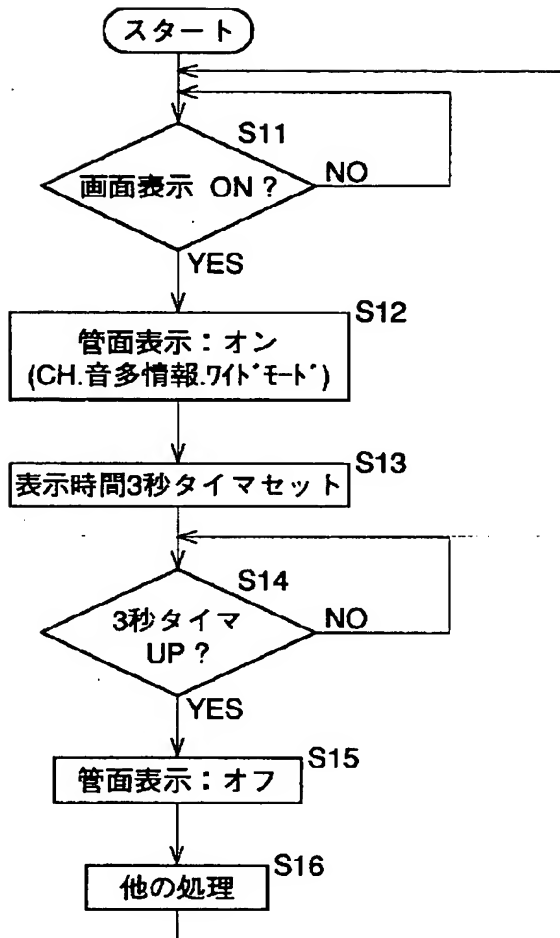 スタート
S11
画面表示 ON ?
NO
YES
S12
管面表示：オン
(CH.音多情報.ワイドモード)
S13
表示時間3秒タイマセット
S14
3秒タイマ
UP ?
NO
YES
S15
管面表示：オフ
S16
他の処理